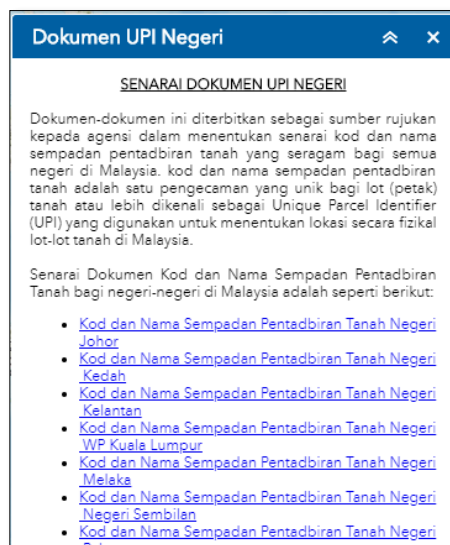 Dokumen UPI Negeri
SENARAI DOKUMEN UPI NEGERI
Dokumen-dokumen ini diterbitkan sebagai sumber rujukan
kepada agensi dalam menentukan senarai kod dan nama
sempadan pentadbiran tanah yang seragam bagi semua
negeri di Malaysia. kod dan nama sempadan pentadbiran
tanah adalah satu pengecaman yang unik bagi lot (petak)
tanah atau lebih dikenali sebagai Unique Parcel Identifier
(UPI) yang digunakan untuk menentukan lokasi secara fizikal
lot-lot tanah di Malaysia.
Senarai Dokumen Kod dan Nama Sempadan Pentadbiran
Tanah bagi negeri-negeri di Malaysia adalah seperti berikut:
Kod dan Nama Sempadan Pentadbiran Tanah Negeri
Johor
Kod dan Nama Sempadan Pentadbiran Tanah Negeri
Kedah
Kod dan Nama Sempadan Pentadbiran Tanah Negeri
Kelantan
Kod dan Nama Sempadan Pentadbiran Tanah Negeri
WP Kuala Lumpur
Kod dan Nama Sempadan Pentadbiran Tanah Negeri
Melaka
Kod dan Nama Sempadan Pentadbiran Tanah Negeri
Negeri Sembilan
Kod dan Nama Sempadan Pentadbiran Tanah Negeri